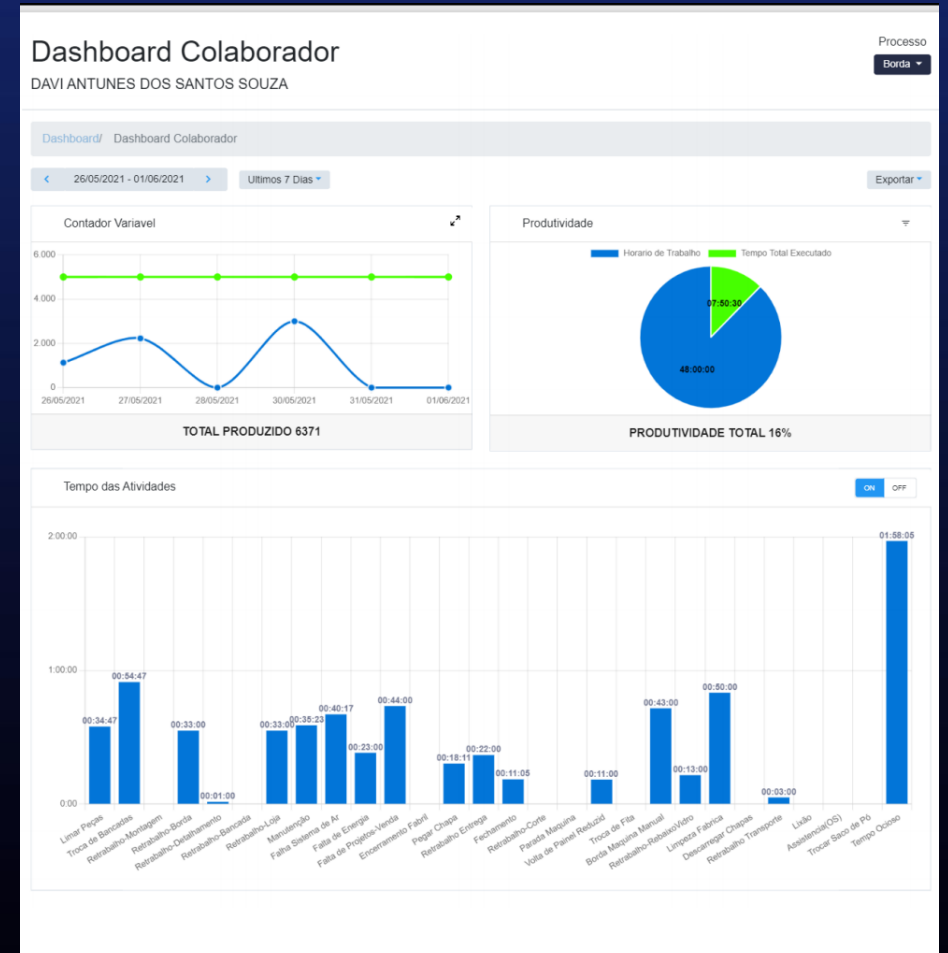 Dashboard Colaborador
DAVI ANTUNES DOS SANTOS SOUZA
Processo
Borda
Dashboard/ Dashboard Colaborador
26/05/2021 - 01/06/2021
Ultimos 7 Dias
Exportar
Contador Variavel
6.000
4.000
2.000
0
26/05/2021 27/05/2021 28/05/2021 30/05/2021 31/05/2021 01/06/2021
TOTAL PRODUZIDO 6371
Produtividade
Horario de Trabalho Tempo Total Executado
07:50:30
48:00:00
PRODUTIVIDADE TOTAL 16%
Tempo das Atividades
ON OFF
2:00:00
1:00:00
0:00
00:34:47
00:54:47
00:33:00
00:01:00
00:33:00
00:35:23
00:40:17
00:23:00
00:44:00
00:18:11
00:22:00
00:11:05
00:11:00
00:43:00
00:13:00
00:50:00
00:03:00
01:58:05
Limar Peças
Troca de Bancadas
Retrabalho-Montagem
Retrabalho-Borda
Retrabalho-Detalhamento
Retrabalho-Bancada
Retrabalho-Loja
Manutenção
Falha Sistema de Ar
Falta de Energia
Falta de Projetos-Venda
Encerramento Fabril
Pegar Chapa
Retrabalho Entrega
Fechamento
Retrabalho-Corte
Parada Maquina
Volta de Painel Reduzid
Troca de Fita
Borda Maquina Manual
Retrabalho-RebaixoVidro
Limpeza Fabrica
Descarregar Chapas
Retrabalho Transporte
Lixão
Assistencia(OS)
Trocar Saco de Pó
Tempo Ocioso